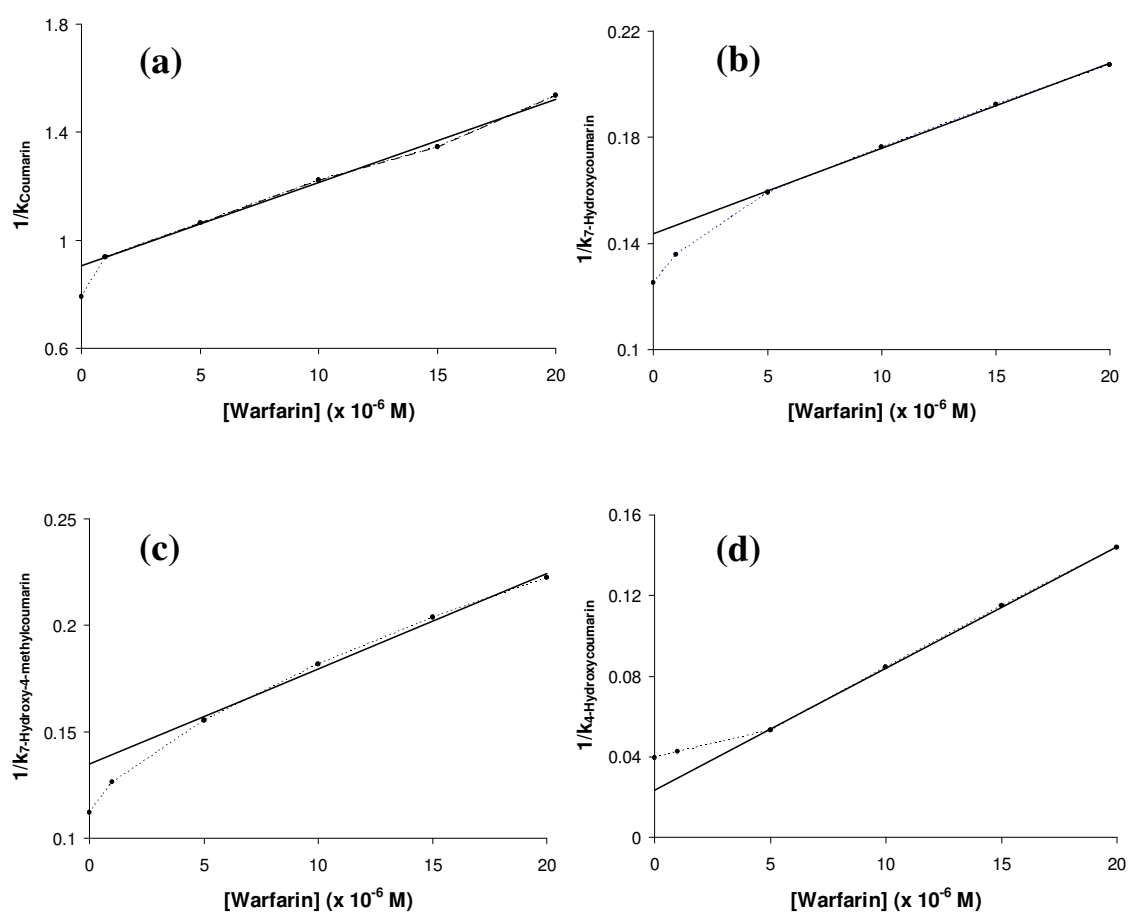 (a)
1/kCoumarin
1.8
1.4
1
0.6
0 5 10 15 20
[Warfarin] (x 10-6 M)
(b)
1/k7-Hydroxycoumarin
0.22
0.18
0.14
0.1
0 5 10 15 20
[Warfarin] (x 10-6 M)
(c)
1/k7-Hydroxy-4-methylcoumarin
0.25
0.2
0.15
0.1
0 5 10 15 20
[Warfarin] (x 10-6 M)
(d)
1/k4-Hydroxycoumarin
0.16
0.12
0.08
0.04
0
0 5 10 15 20
[Warfarin] (x 10-6 M)